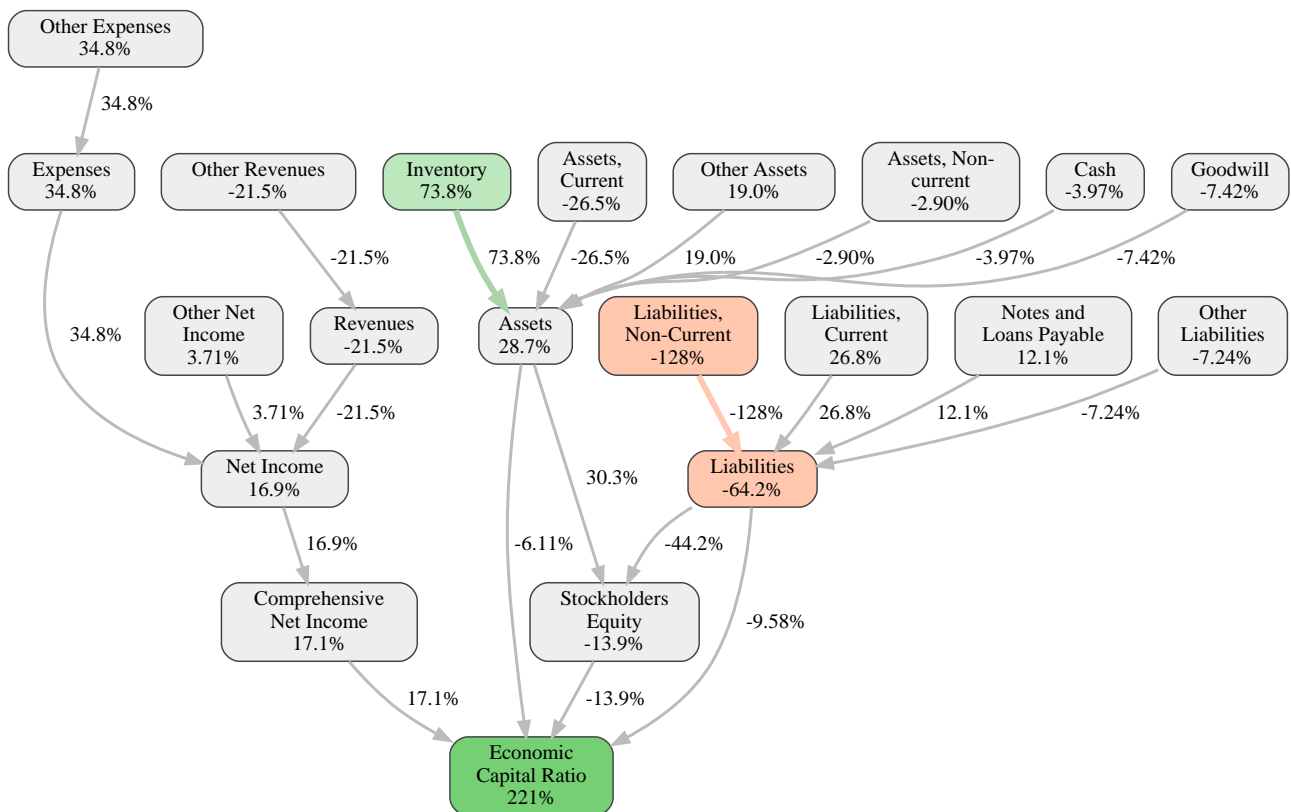 Other Expenses
34.8%
34.8%
Expenses
34.8%
Other Revenues
-21.5%
Inventory
73.8%
Assets,
Current
-26.5%
Other Assets
19.0%
Assets, Non-
current
-2.90%
Cash
-3.97%
Goodwill
-7.42%
-21.5%
73.8%
-26.5%
19.0%
-2.90%
-3.97%
-7.42%
34.8%
Other Net
Income
3.71%
Revenues
-21.5%
Assets
28.7%
Liabilities,
Non-Current
-128%
Liabilities,
Current
26.8%
Notes and
Loans Payable
12.1%
Other
Liabilities
-7.24%
3.71%
-21.5%
-128%
26.8%
12.1%
-7.24%
Net Income
16.9%
30.3%
Liabilities
-64.2%
16.9%
-6.11%
-44.2%
Comprehensive
Net Income
17.1%
Stockholders
Equity
-13.9%
-9.58%
17.1%
-13.9%
Economic
Capital Ratio
221%